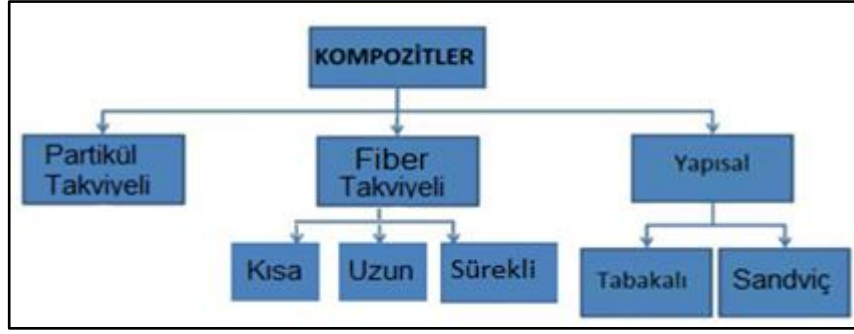 KOMPOZİTLER
Partikül
Takviyeli
Fiber
Takviyeli
Yapısal
Kısa
Uzun
Sürekli
Tabakalı
Sandviç